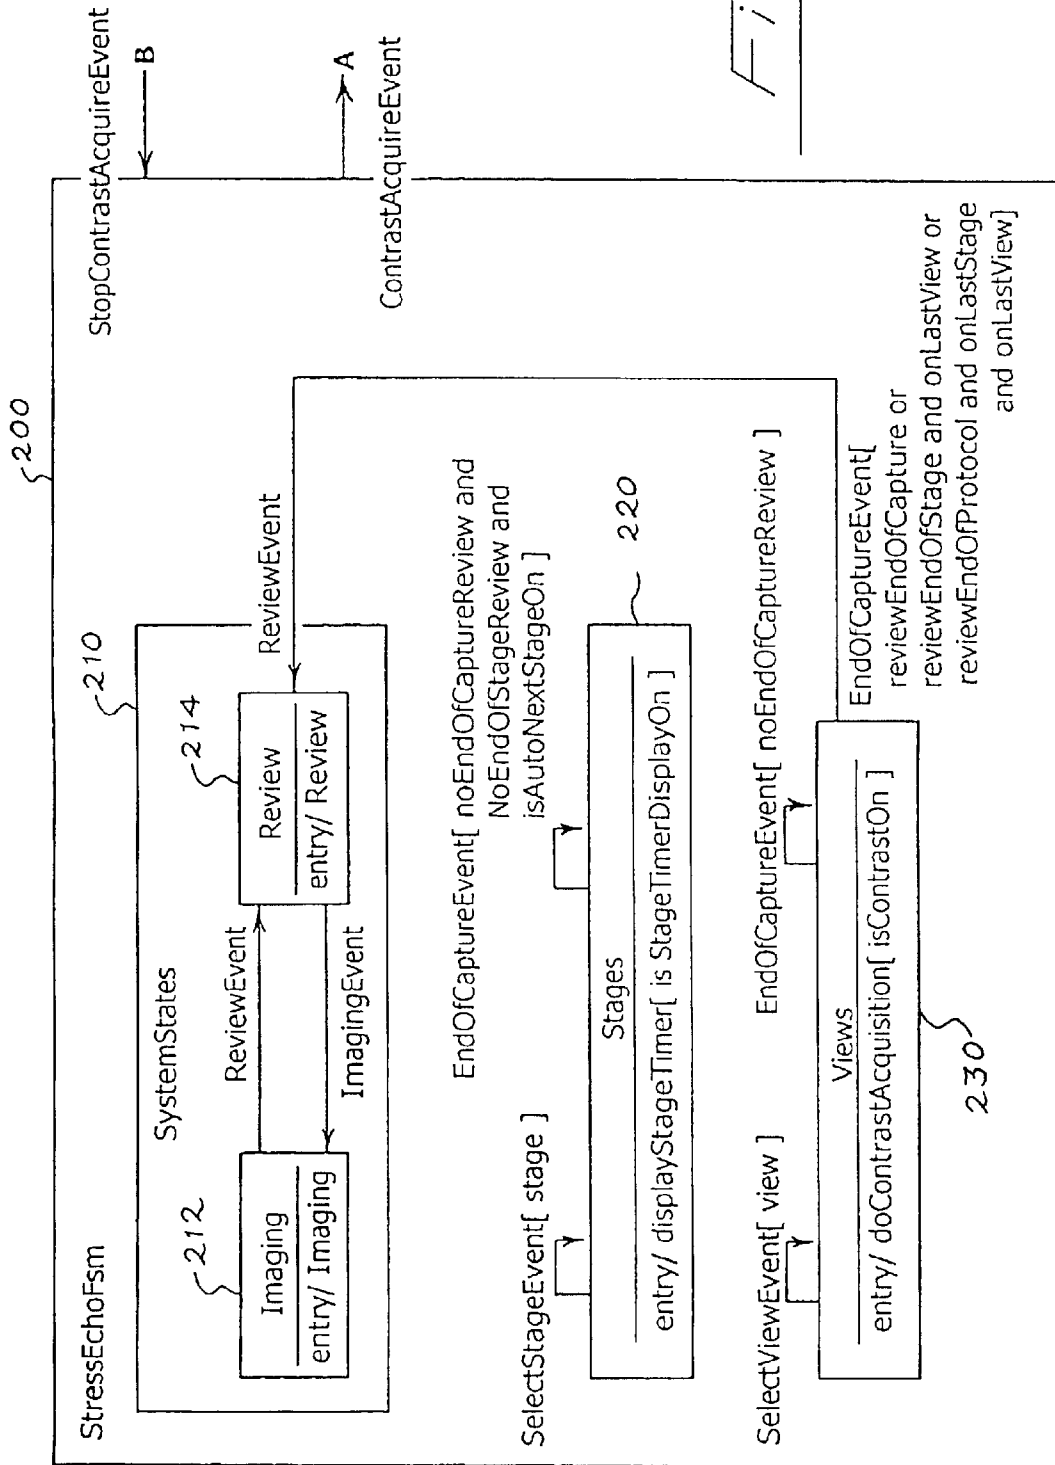 200
StressEchoFsm
210
SystemStates
212
Imaging
entry/ Imaging
ReviewEvent
ImagingEvent
214
Review
entry/ Review
ReviewEvent
StopContrastAcquireEvent
B
A
ContrastAcquireEvent
SelectStageEvent[ stage ]
EndOfCaptureEvent[ noEndOfCaptureReview and
NoEndOfStageReview and
isAutoNextStageOn ]
Stages
entry/ displayStageTimer[ is StageTimerDisplayOn ]
220
SelectViewEvent[ view ]
EndOfCaptureEvent[ noEndOfCaptureReview ]
Views
entry/ doContrastAcquisition[ isContrastOn ]
230
EndOfCaptureEvent[
reviewEndOfCapture or
reviewEndOfStage and onLastView or
reviewEndOfProtocol and onLastStage
and onLastView]
Fi